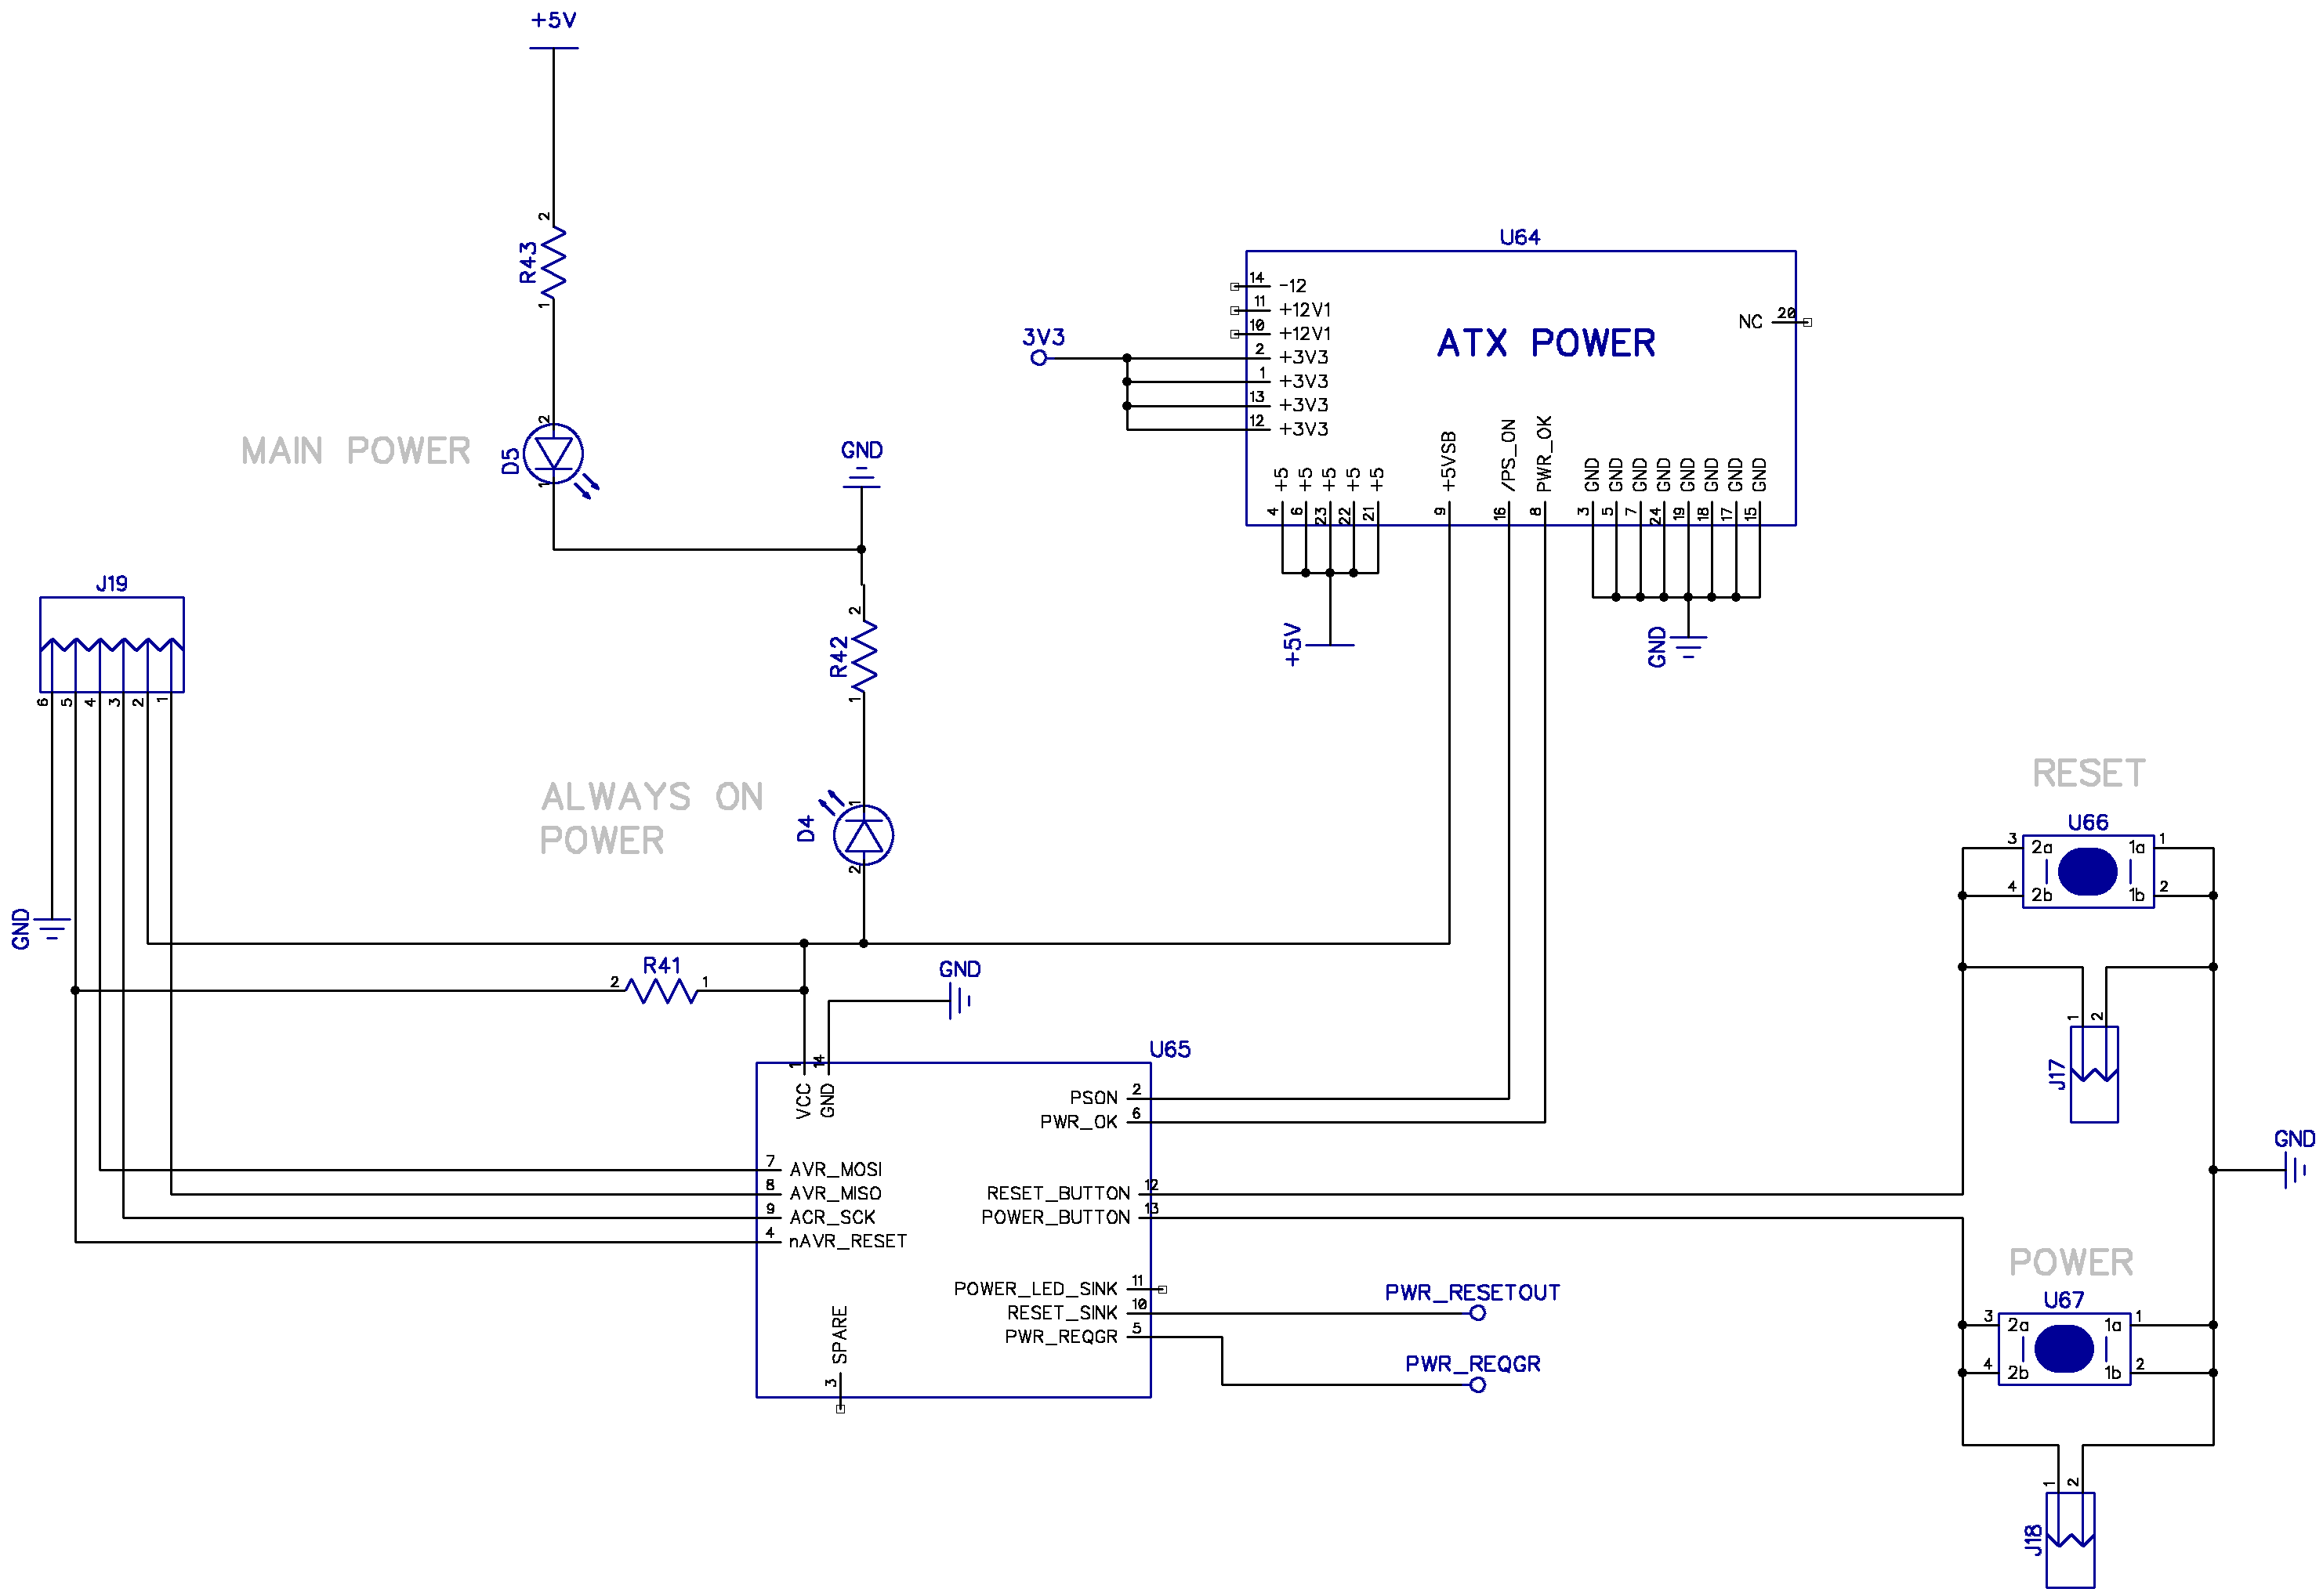 +5V
2
R43
1
MAIN POWER
2
D5
1
GND
2
R42
1
ALWAYS ON
POWER
1
D4
2
J19
6 5 4 3 2 1
GND
2 R41 1
GND
U64
ATX POWER
14 -12
11 +12V1
10 +12V1
3V3
2 +3V3
1 +3V3
13 +3V3
12 +3V3
NC 20
+5 +5 +5 +5 +5 +5VSB /PS_ON PWR_OK GND GND GND GND GND GND GND GND
4 6 23 22 21 9 16 8 3 5 7 24 19 18 17 15
+5V
GND
U65
1 14
VCC GND
PSON 2
PWR_OK 6
7 AVR_MOSI
8 AVR_MISO
9 ACR_SCK
4 nAVR_RESET
RESET_BUTTON 12
POWER_BUTTON 13
POWER_LED_SINK 11
RESET_SINK 10
PWR_REQGR 5
SPARE
3
PWR_RESETOUT
PWR_REQGR
RESET
U66
3 2a 1a 1
4 2b 1b 2
1 2
J17
GND
POWER
U67
3 2a 1a 1
4 2b 1b 2
1 2
J18